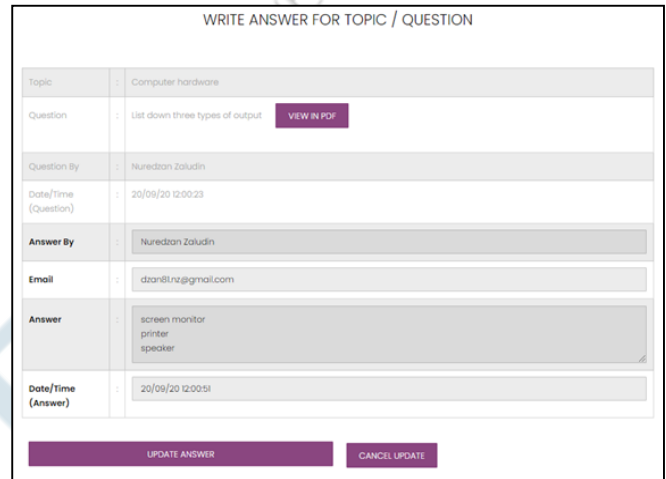 WRITE ANSWER FOR TOPIC / QUESTION
Topic : Computer hardware
Question : List down three types of output VIEW IN PDF
Question By : Nuredzan Zaludin
Date/Time : 20/09/20 12:00:23
(Question)
Answer By : Nuredzan Zaludin
Email : dzan81.nz@gmail.com
Answer : screen monitor
printer
speaker
Date/Time : 20/09/20 12:00:51
(Answer)
UPDATE ANSWER CANCEL UPDATE